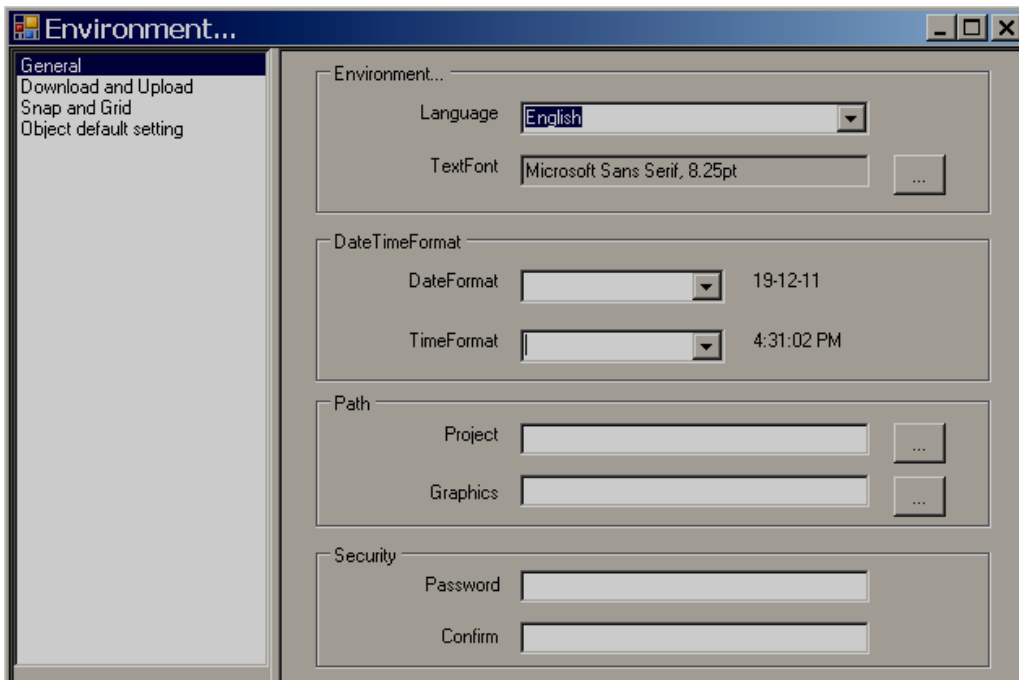 Environment...
General
Download and Upload
Snap and Grid
Object default setting
Environment...
Language English
TextFont Microsoft Sans Serif, 8.25pt ...
DateTimeFormat
DateFormat 19-12-11
TimeFormat 4:31:02 PM
Path
Project ...
Graphics ...
Security
Password
Confirm